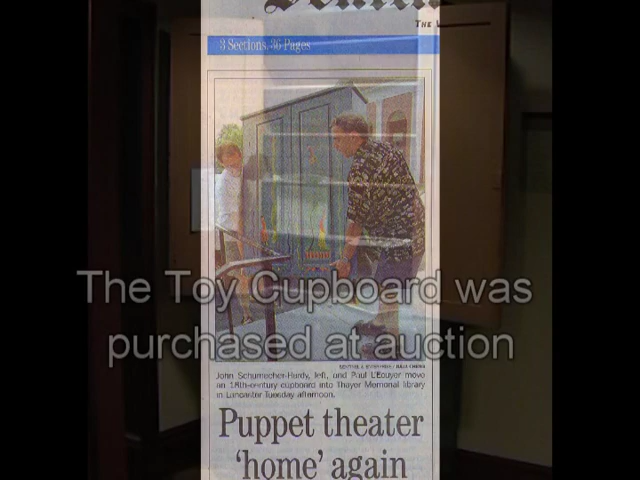 THE
3 Sections, 36 Pages
The Toy Cupboard was
purchased at auction
John Schumacher-Hardy, left, and Paul L'Ecuyer move
an 18th-century cupboard into Thayer Memorial library
in Lancaster Tuesday afternoon.
Puppet theater
'home' again